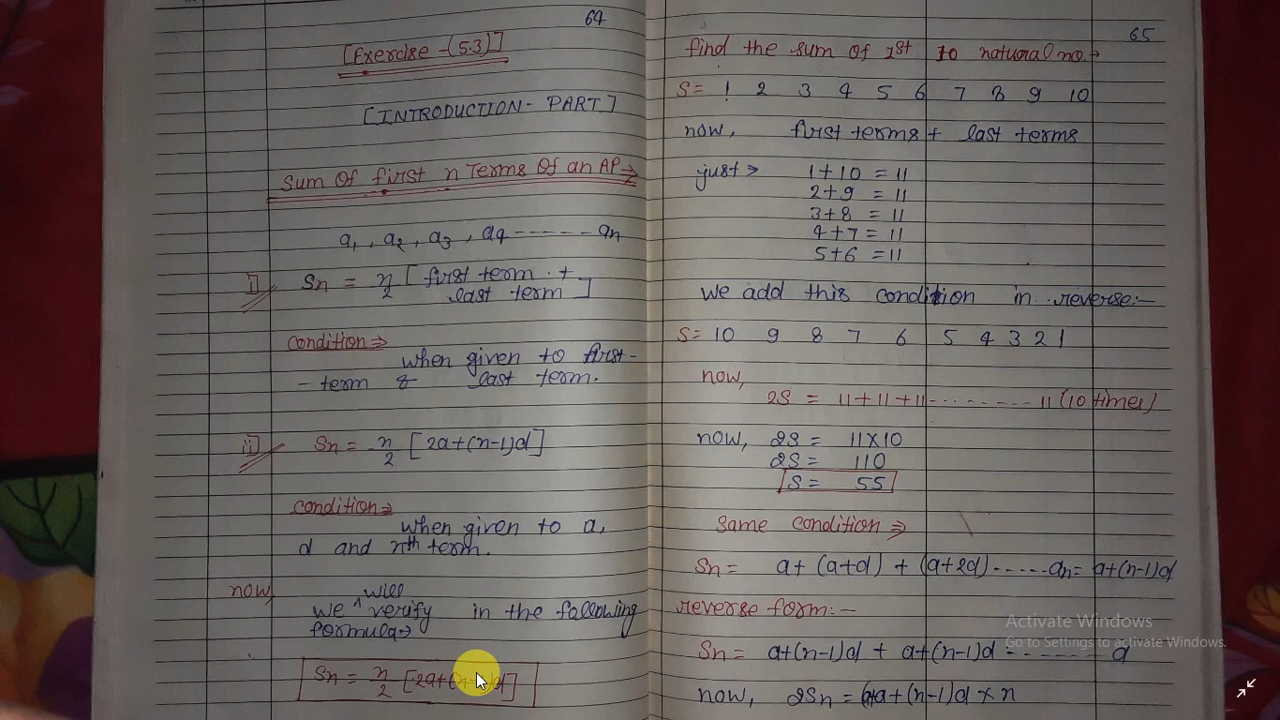 64
[Exercise -(5.3)]
[INTRODUCTION- PART]
Sum Of first n Terms Of an AP⇒
a₁, a₂, a₃, a4 ------ an
i] Sn = n/2 [first term +
last term]
condition⇒
when given to first-
- term & last term.
ii] Sn = n/2 [2a+(n-1)d]
condition⇒
when given to a,
d and nth term.
now, will
we ^ verify in the following
formula→
Sn = n/2 [2a+(n-1)d]
65
find the sum of 1st 10 natural no.→
S= 1 2 3 4 5 6 7 8 9 10
now, first terms + last terms
just → 1+10 = 11
2+9 = 11
3+8 = 11
4+7 = 11
5+6 = 11
We add this condition in reverse:-
S= 10 9 8 7 6 5 4 3 2 1
now,
2S = 11+11+11--------- 11 (10 times)
now, 2S = 11×10
2S = 110
S = 55
Same condition ⇒
Sn = a+ (a+d) + (a+2d)------an= a+(n-1)d
reverse form:-
Sn = a+(n-1)d + a+(n-1)d ------- a
now, 2Sn = a+(n-1)d × n
Activate Windows
Go to Settings to activate Windows.